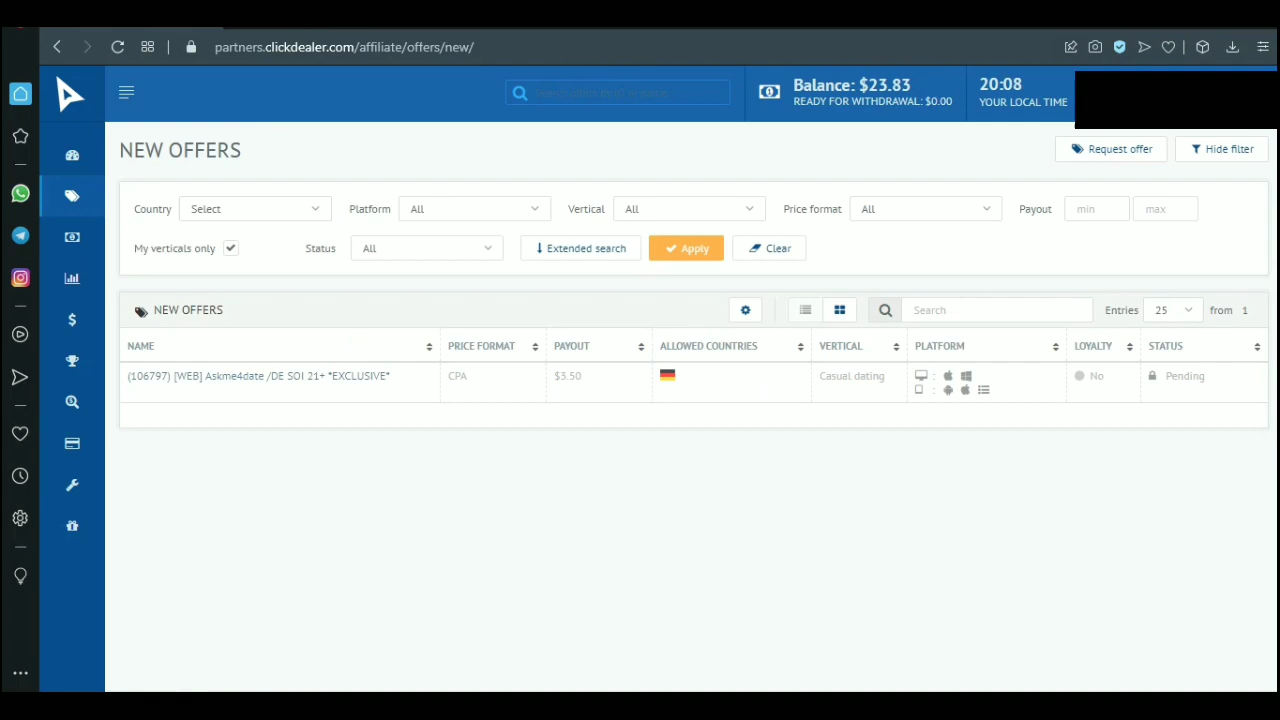 partners.clickdealer.com/affiliate/offers/new/
Balance: $23.83
READY FOR WITHDRAWAL: $0.00
20:08
YOUR LOCAL TIME
NEW OFFERS
Request offer
Hide filter
Country Select Platform All Vertical All Price format All Payout min max
My verticals only Status All Extended search Apply Clear
NEW OFFERS Search Entries 25 from 1
NAME PRICE FORMAT PAYOUT ALLOWED COUNTRIES VERTICAL PLATFORM LOYALTY STATUS
(106797) [WEB] Askme4date /DE SOI 21+ *EXCLUSIVE* CPA $3.50 Casual dating : No Pending
: